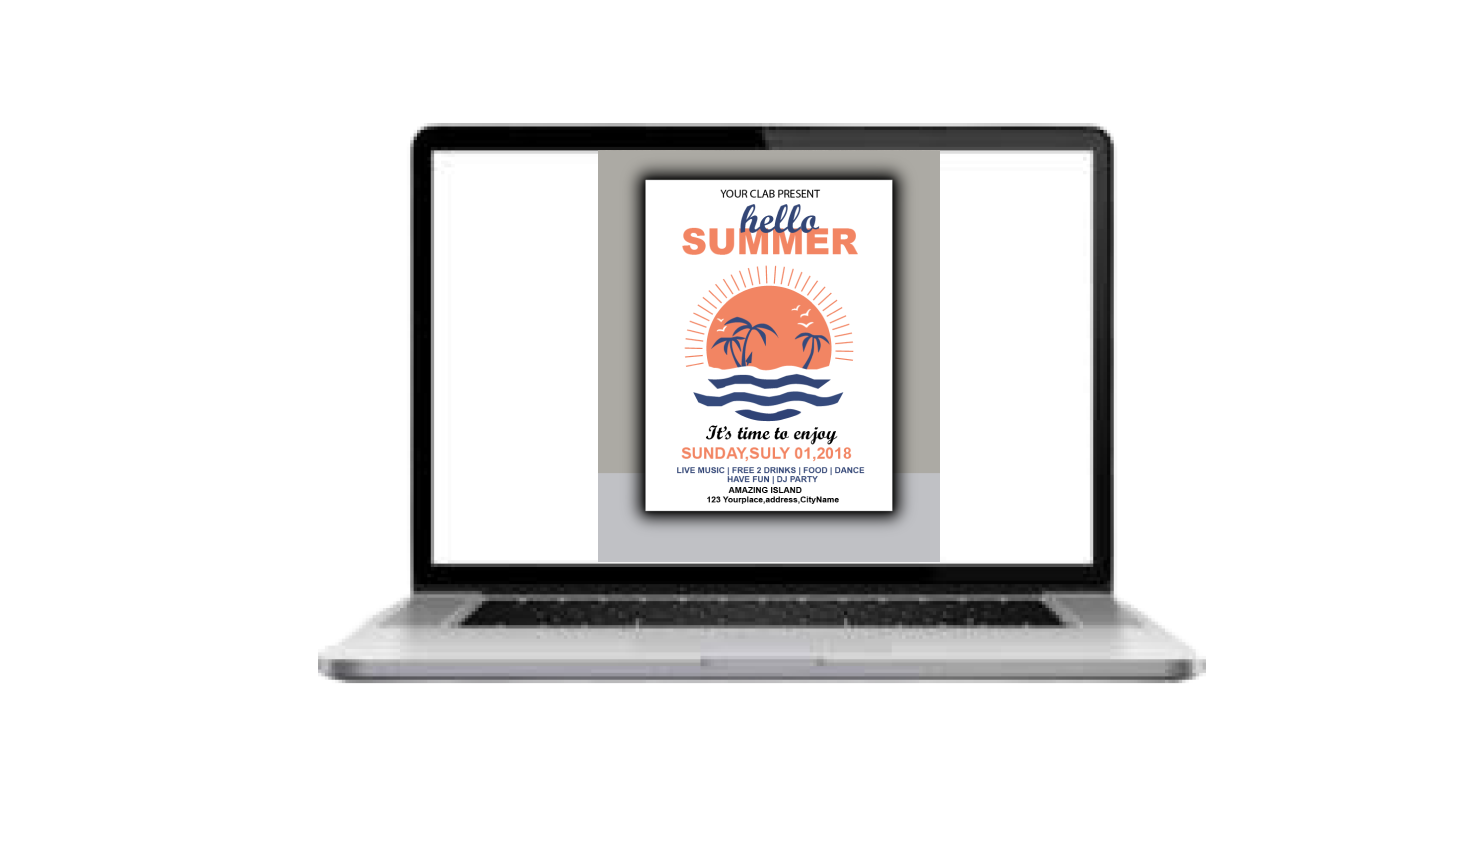 YOUR CLAB PRESENT
hello
SUMMER
It's time to enjoy
SUNDAY,SULY 01,2018
LIVE MUSIC | FREE 2 DRINKS | FOOD | DANCE
HAVE FUN | DJ PARTY
AMAZING ISLAND
123 Yourplace,address,CityName